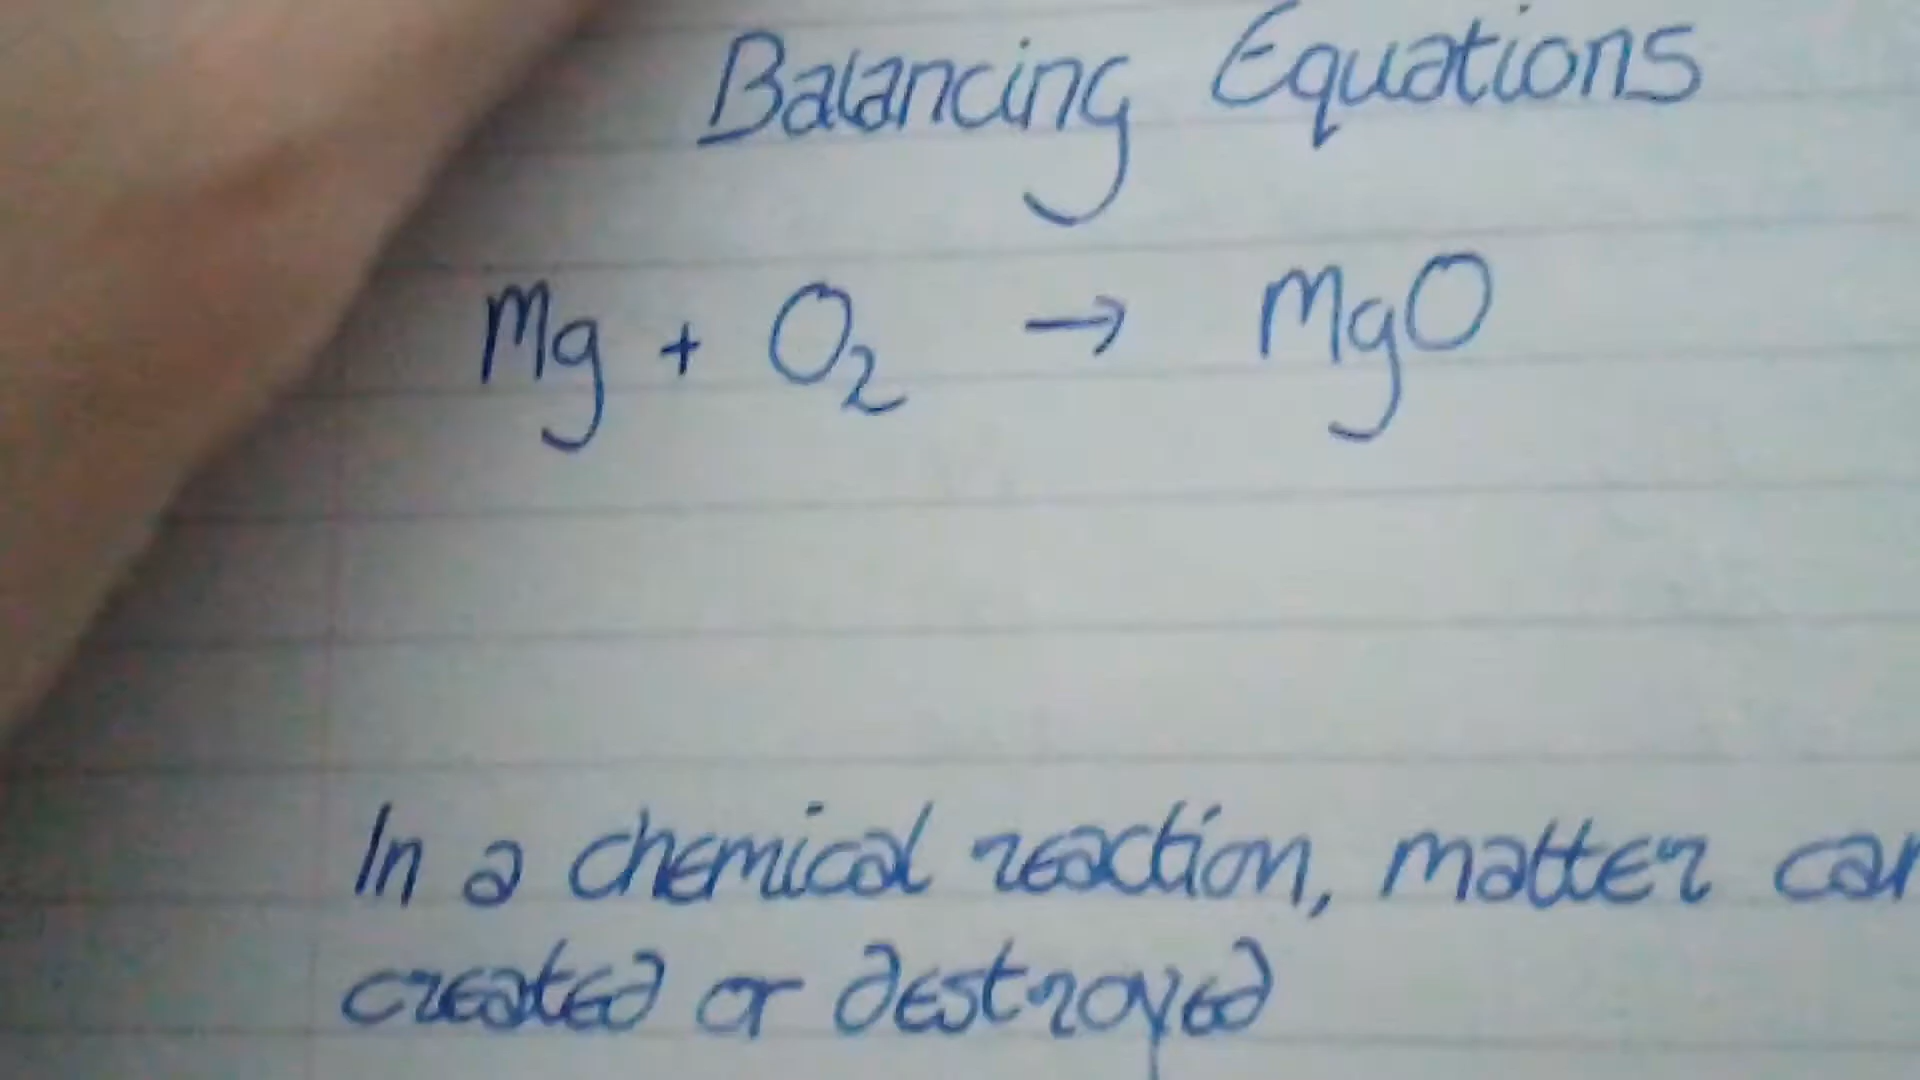 Balancing Equations
Mg + O₂ → MgO
In a chemical reaction, matter
created or destroyed